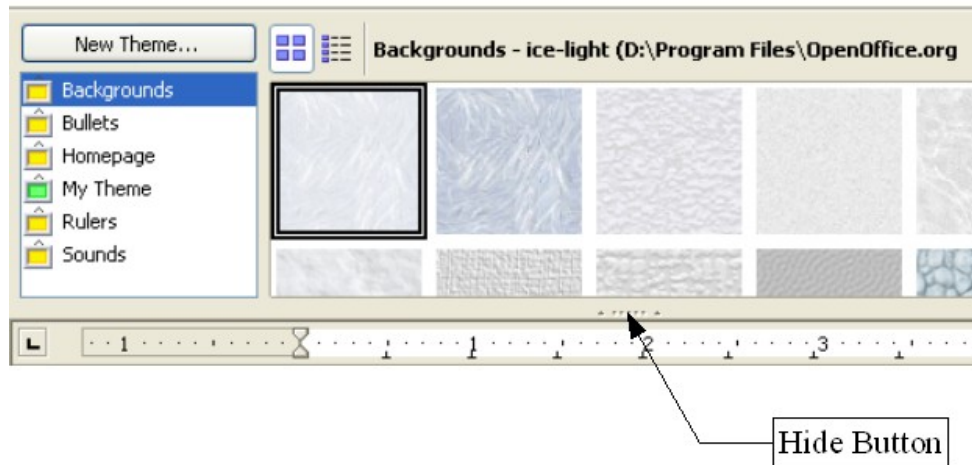 New Theme...
Backgrounds - ice-light (D:\Program Files\OpenOffice.org
Backgrounds
Bullets
Homepage
My Theme
Rulers
Sounds
1 1 2 3
Hide Button